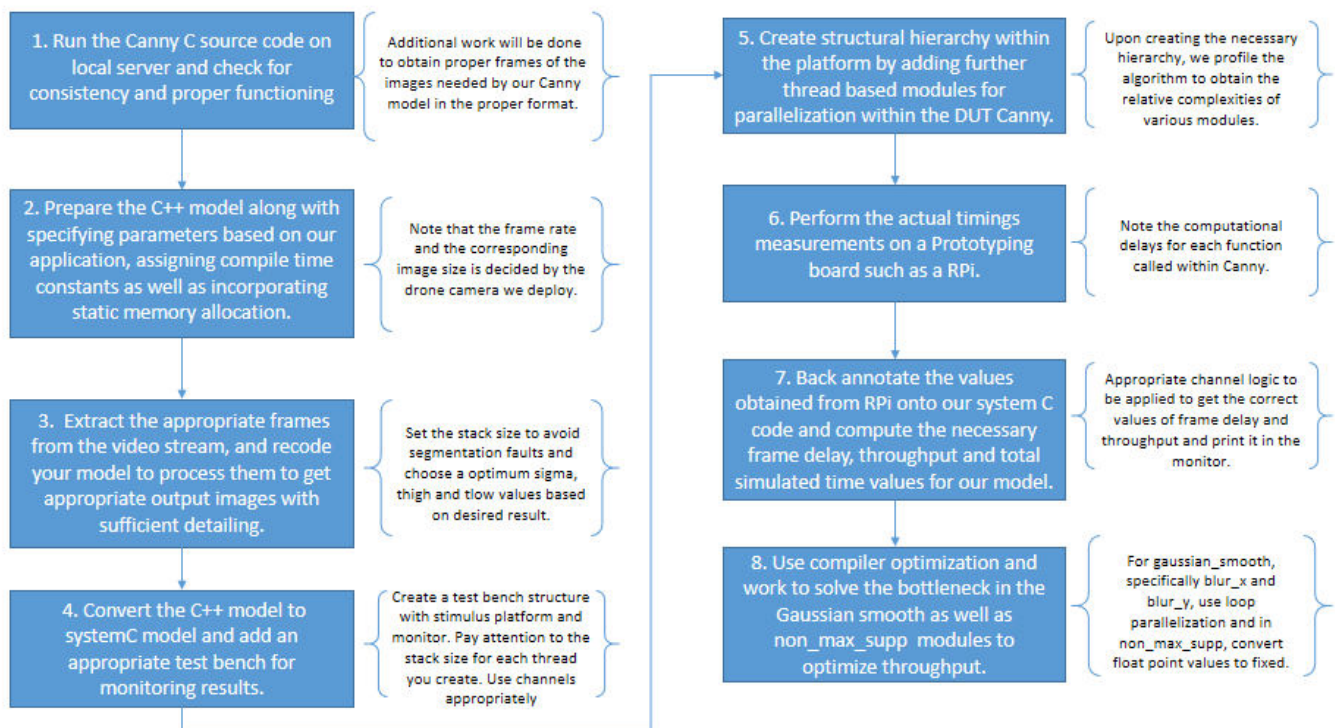 1. Run the Canny C source code on
local server and check for
consistency and proper functioning
Additional work will be done
to obtain proper frames of the
images needed by our Canny
model in the proper format.
2. Prepare the C++ model along with
specifying parameters based on our
application, assigning compile time
constants as well as incorporating
static memory allocation.
Note that the frame rate
and the corresponding
image size is decided by the
drone camera we deploy.
3. Extract the appropriate frames
from the video stream, and recode
your model to process them to get
appropriate output images with
sufficient detailing.
Set the stack size to avoid
segmentation faults and
choose a optimum sigma,
thigh and tlow values based
on desired result.
4. Convert the C++ model to
systemC model and add an
appropriate test bench for
monitoring results.
Create a test bench structure
with stimulus platform and
monitor. Pay attention to the
stack size for each thread
you create. Use channels
appropriately
5. Create structural hierarchy within
the platform by adding further
thread based modules for
parallelization within the DUT Canny.
Upon creating the necessary
hierarchy, we profile the
algorithm to obtain the
relative complexities of
various modules.
6. Perform the actual timings
measurements on a Prototyping
board such as a RPi.
Note the computational
delays for each function
called within Canny.
7. Back annotate the values
obtained from RPi onto our system C
code and compute the necessary
frame delay, throughput and total
simulated time values for our model.
Appropriate channel logic to
be applied to get the correct
values of frame delay and
throughput and print it in the
monitor.
8. Use compiler optimization and
work to solve the bottleneck in the
Gaussian smooth as well as
non_max_supp modules to
optimize throughput.
For gaussian_smooth,
specifically blur_x and
blur_y, use loop
parallelization and in
non_max_supp, convert
float point values to fixed.